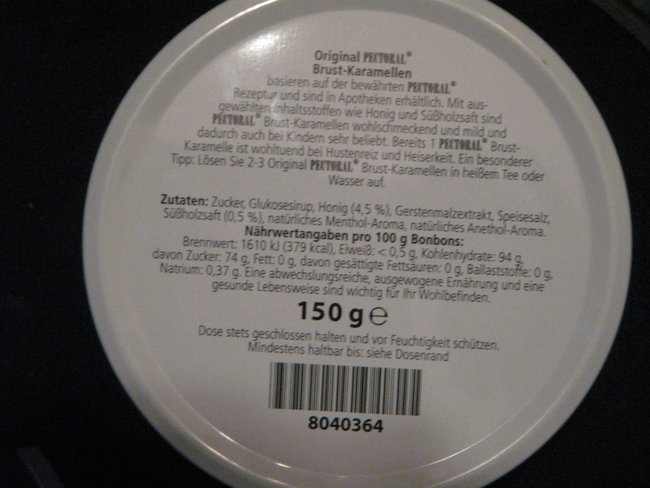 Original PECTORAL®
Brust-Karamellen
basieren auf der bewährten PECTORAL®
Rezeptur und sind in Apotheken erhältlich. Mit aus-
gewählten Inhaltsstoffen wie Honig und Süßholzsaft sind
PECTORAL® Brust-Karamellen wohlschmeckend und mild und
dadurch auch bei Kindern sehr beliebt. Bereits 1 PECTORAL® Brust-
Karamelle ist wohltuend bei Hustenreiz und Heiserkeit. Ein besonderer
Tipp: Lösen Sie 2-3 Original PECTORAL® Brust-Karamellen in heißem Tee oder
Wasser auf.
Zutaten: Zucker, Glukosesirup, Honig (4,5 %), Gerstenmalzextrakt, Speisesalz,
Süßholzsaft (0,5 %), natürliches Menthol-Aroma, natürliches Anethol-Aroma.
Nährwertangaben pro 100 g Bonbons:
Brennwert: 1610 kJ (379 kcal), Eiweiß: < 0,5 g, Kohlenhydrate: 94 g,
davon Zucker: 74 g, Fett: 0 g, davon gesättigte Fettsäuren: 0 g, Ballaststoffe: 0 g,
Natrium: 0,37 g. Eine abwechslungsreiche, ausgewogene Ernährung und eine
gesunde Lebensweise sind wichtig für Ihr Wohlbefinden.
150 g ℮
Dose stets geschlossen halten und vor Feuchtigkeit schützen.
Mindestens haltbar bis: siehe Dosenrand
8040364